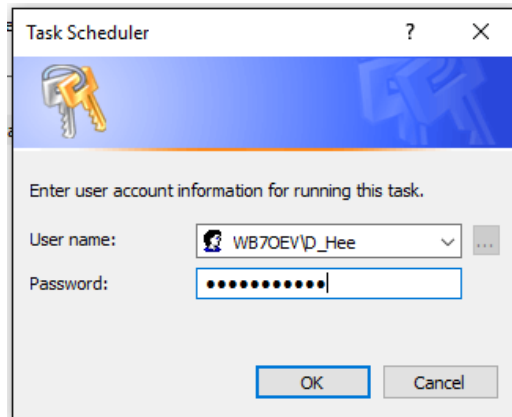 Task Scheduler
Enter user account information for running this task.
User name: WB7OEV\D_Hee
Password: •••••••••••
OK Cancel